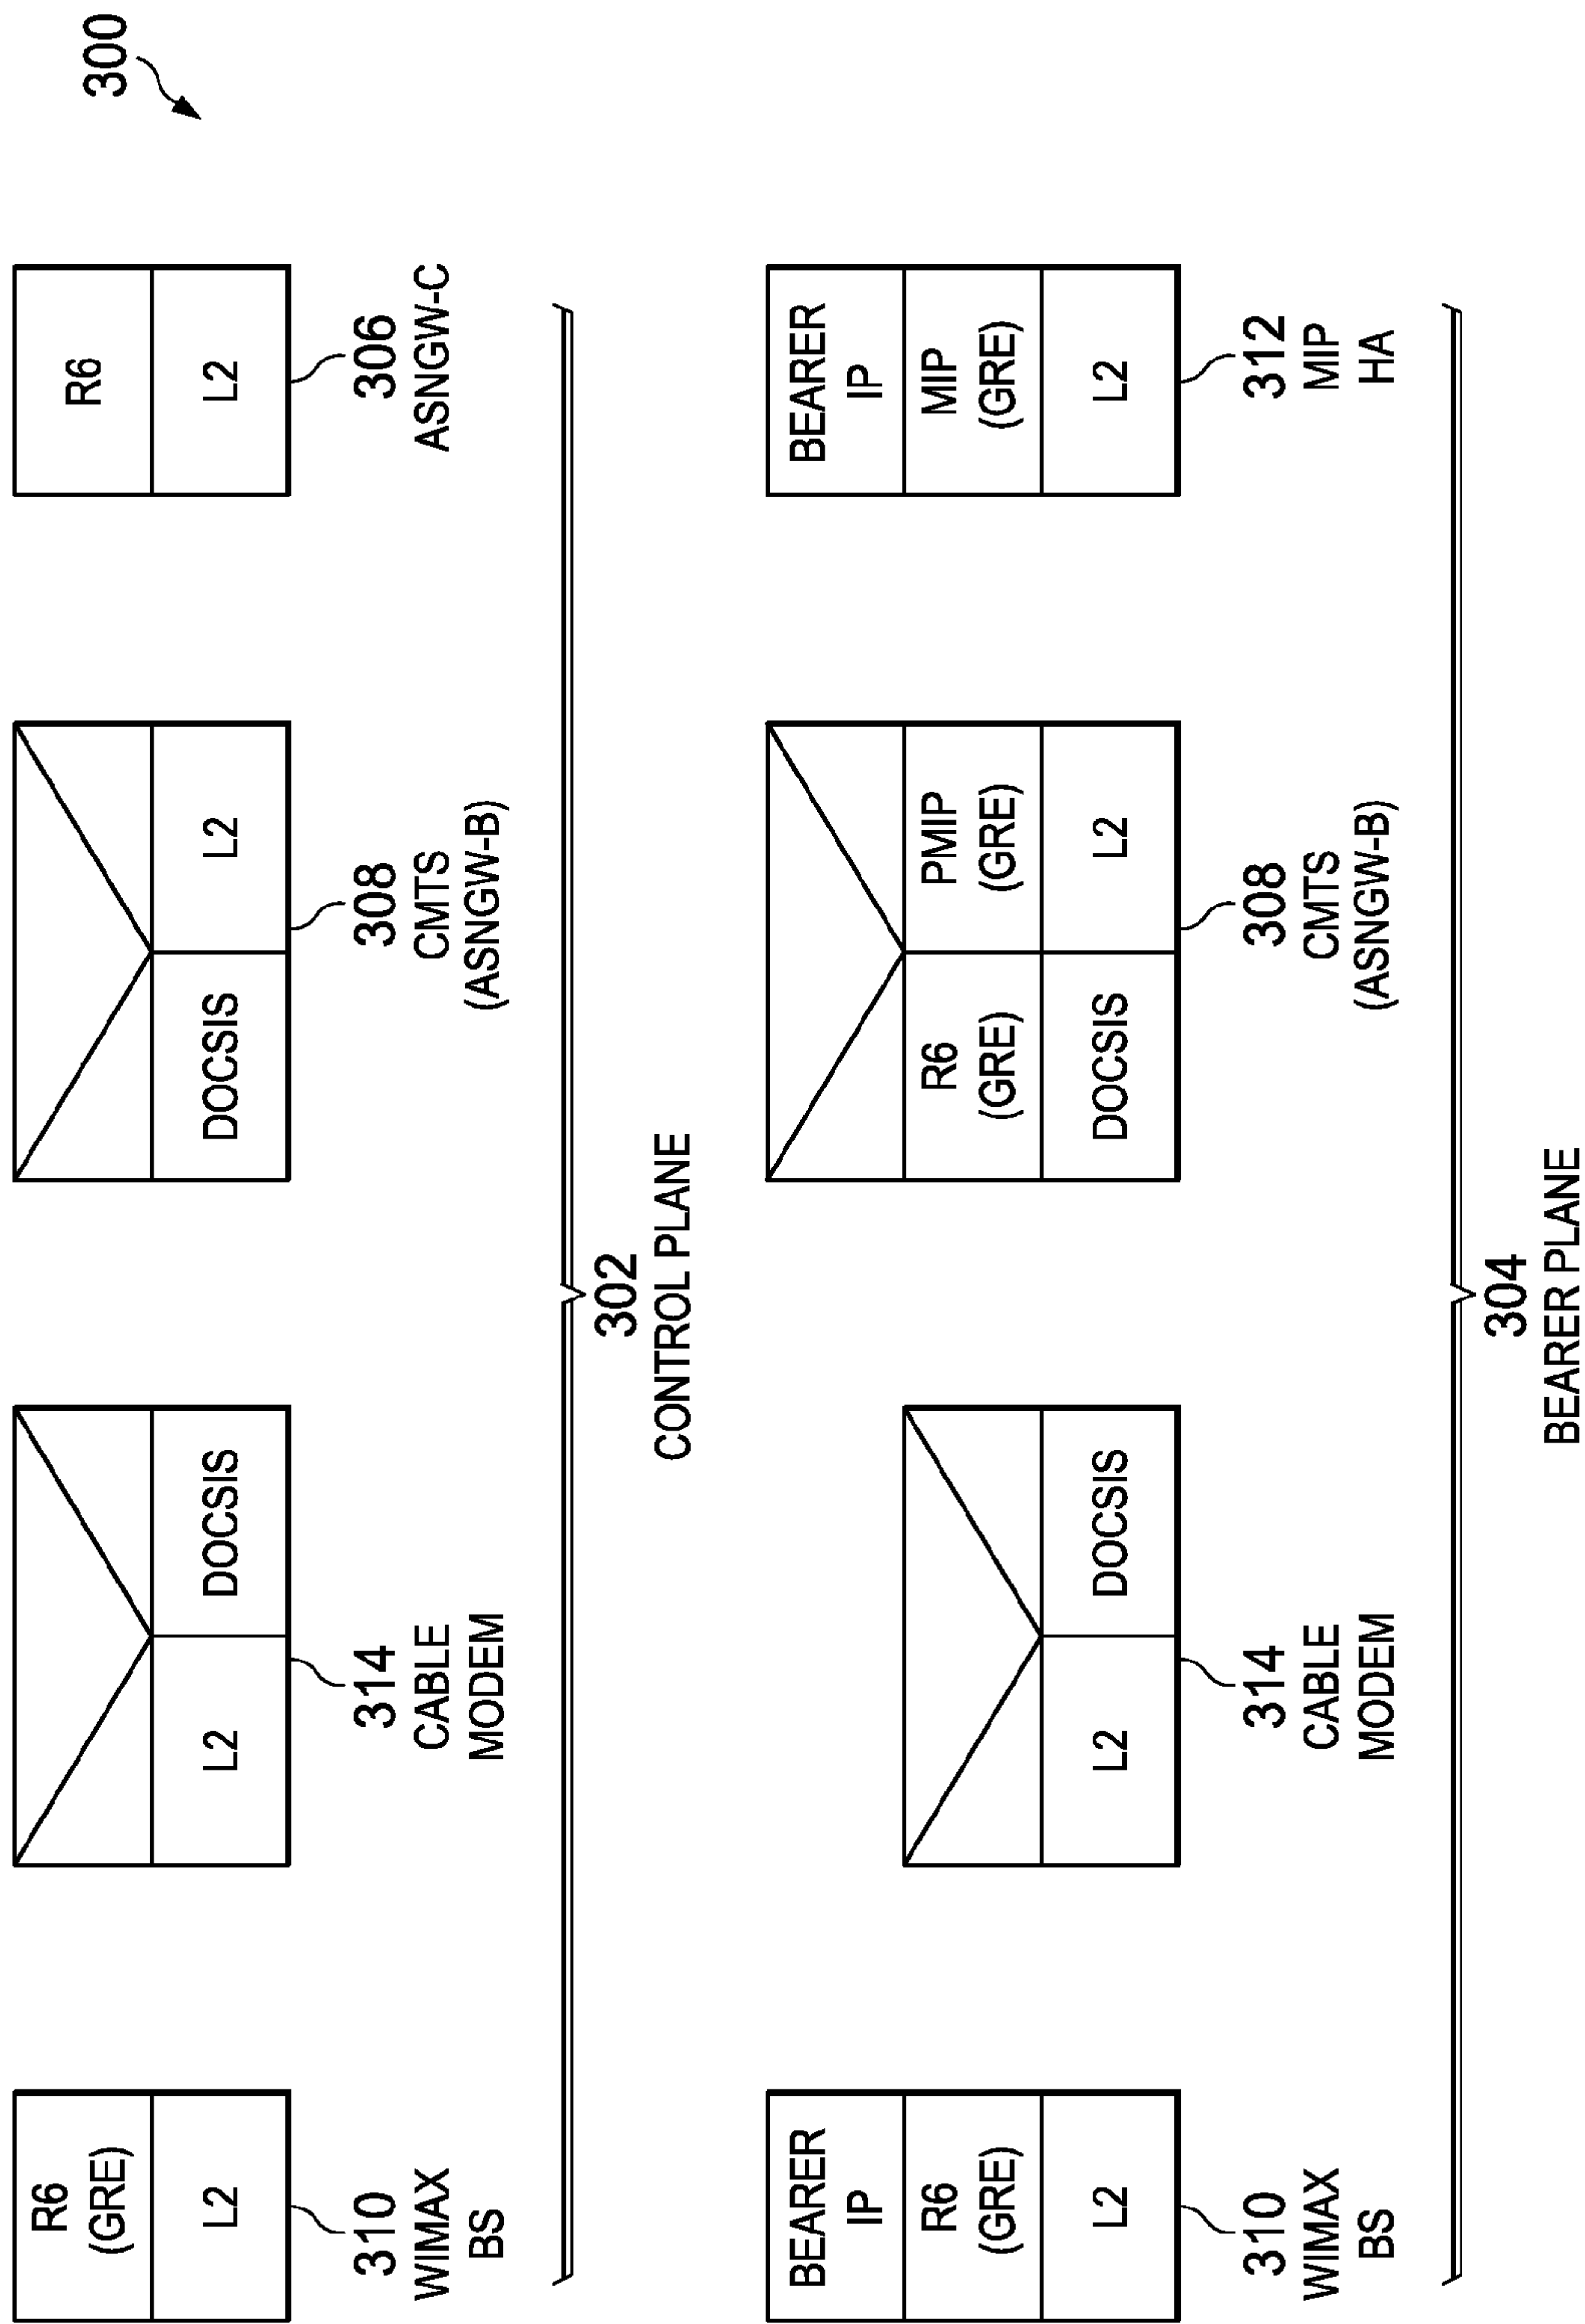 300
R6
(GRE)
L2
310
WIMAX
BS
L2
DOCSIS
314
CABLE
MODEM
DOCSIS
L2
308
CMTS
(ASNGW-B)
R6
L2
306
ASNGW-C
302
CONTROL PLANE
BEARER
IP
R6
(GRE)
L2
310
WIMAX
BS
L2
DOCSIS
314
CABLE
MODEM
R6
(GRE)
DOCSIS
PMIP
(GRE)
L2
308
CMTS
(ASNGW-B)
BEARER
IP
MIP
(GRE)
L2
312
MIP
HA
304
BEARER PLANE